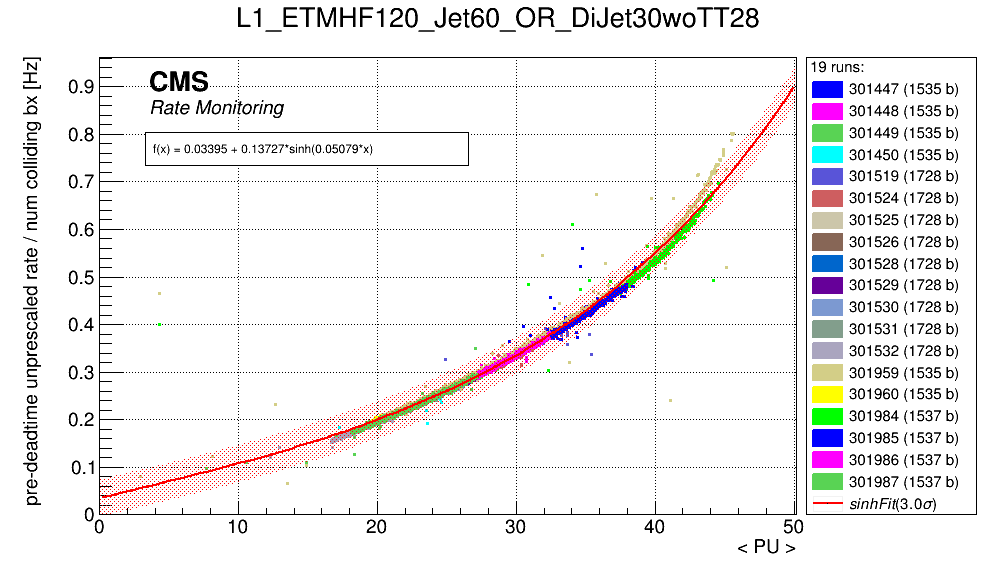 L1_ETMHF120_Jet60_OR_DiJet30woTT28
pre-deadtime unprescaled rate / num colliding bx [Hz]
CMS
Rate Monitoring
f(x) = 0.03395 + 0.13727*sinh(0.05079*x)
0.9
0.8
0.7
0.6
0.5
0.4
0.3
0.2
0.1
0
0 10 20 30 40 50
< PU >
19 runs:
301447 (1535 b)
301448 (1535 b)
301449 (1535 b)
301450 (1535 b)
301519 (1728 b)
301524 (1728 b)
301525 (1728 b)
301526 (1728 b)
301528 (1728 b)
301529 (1728 b)
301530 (1728 b)
301531 (1728 b)
301532 (1728 b)
301959 (1535 b)
301960 (1535 b)
301984 (1537 b)
301985 (1537 b)
301986 (1537 b)
301987 (1537 b)
sinhFit(3.0σ)